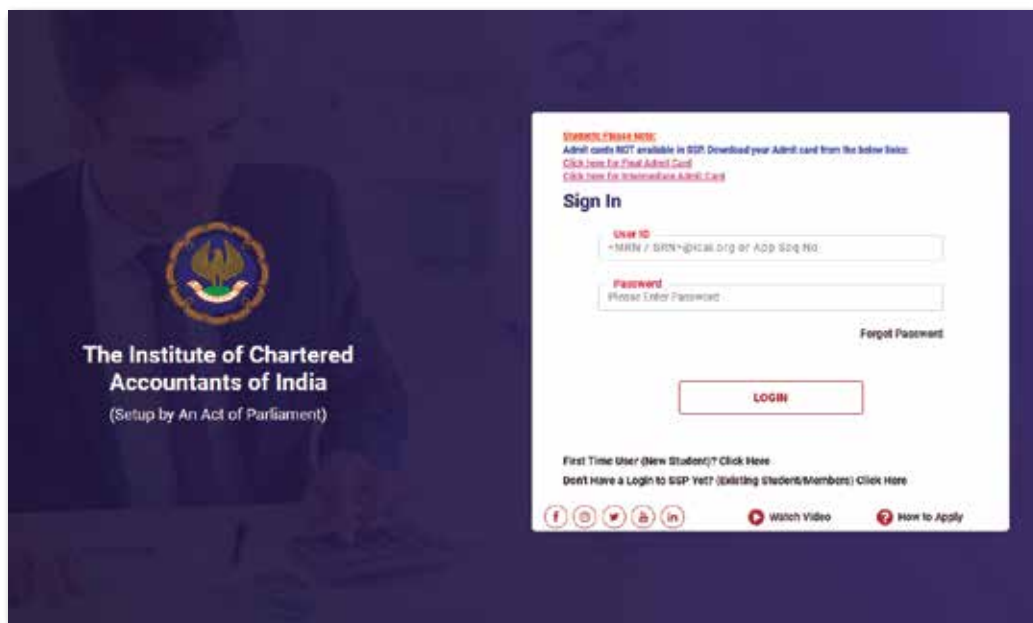 The Institute of Chartered
Accountants of India
(Setup by An Act of Parliament)
Students Please Note:
Admit cards NOT available in SSP. Download your Admit card from the below links:
Click here for Final Admit Card
Click here for Intermediate Admit Card
Sign In
User ID
<MRN / SRN>@icai.org or App Seq No
Password
Please Enter Password
Forgot Password
LOGIN
First Time User (New Student)? Click Here
Don't Have a Login to SSP Yet? (Existing Student/Members) Click Here
Watch Video
How to Apply